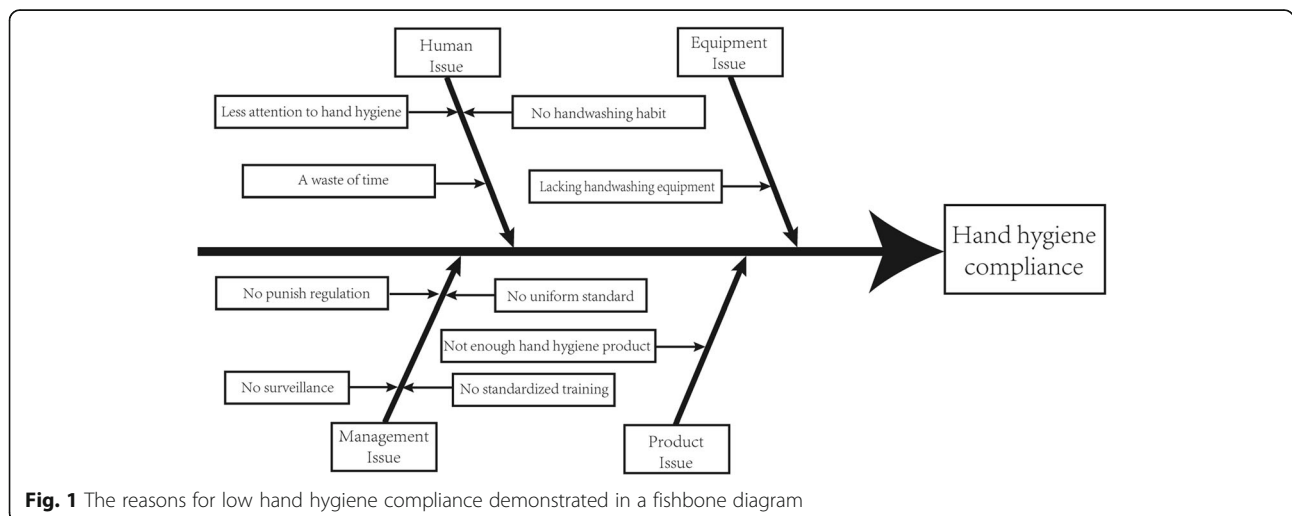 Human
Issue
Equipment
Issue
Less attention to hand hygiene
No handwashing habit
A waste of time
Lacking handwashing equipment
Hand hygiene
compliance
No punish regulation
No uniform standard
Not enough hand hygiene product
No surveillance
No standardized training
Management
Issue
Product
Issue
Fig. 1 The reasons for low hand hygiene compliance demonstrated in a fishbone diagram